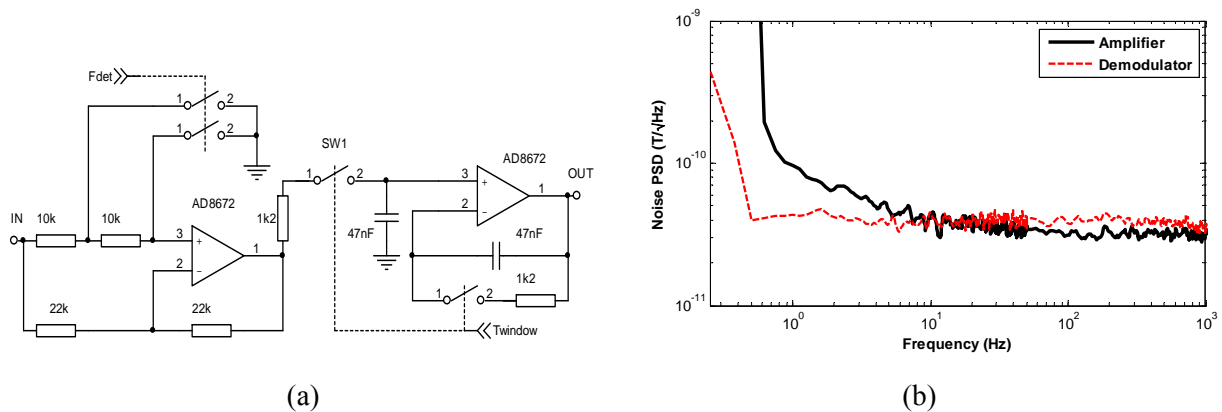 Fdet
1 2
1 2
SW1
1 2
AD8672
OUT
3 + 1
2 −
IN
10k
10k
AD8672
3 + 1
2 −
1k2
47nF
47nF
1 2
1k2
22k
22k
Twindow
(a)
10^-9
10^-10
10^-11
Noise PSD (T/√Hz)
Amplifier
Demodulator
10^0
10^1
10^2
10^3
Frequency (Hz)
(b)